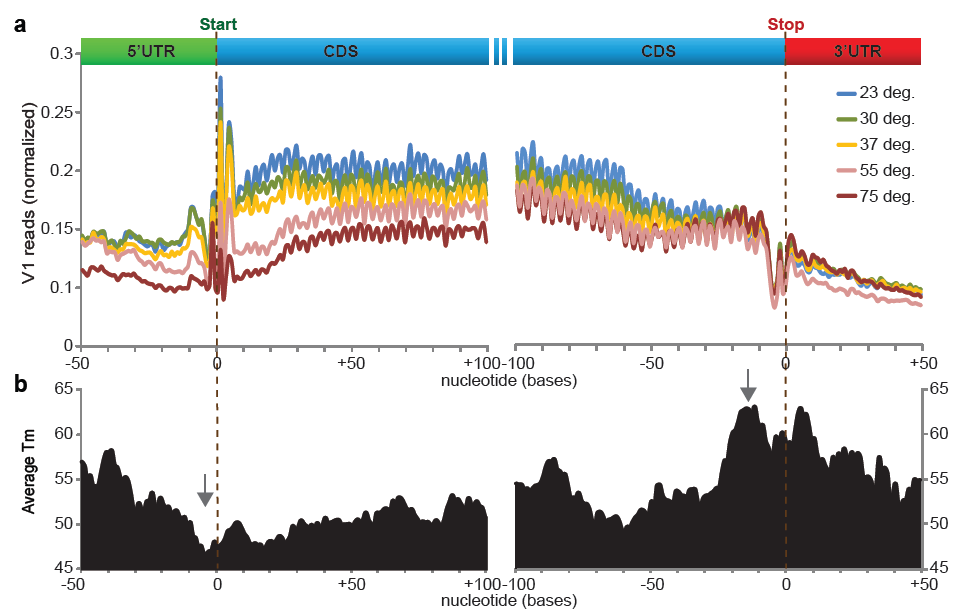 a
Start
Stop
5'UTR
CDS
CDS
3'UTR
0.3
0.25
0.2
0.15
0.1
0
V1 reads (normalized)
23 deg.
30 deg.
37 deg.
55 deg.
75 deg.
-50 0 +50 +100 -100 -50 0 +50
nucleotide (bases)
b
65
60
55
50
45
Average Tm
65
60
55
50
45
-50 0 +50 +100 -100 -50 0 +50
nucleotide (bases)